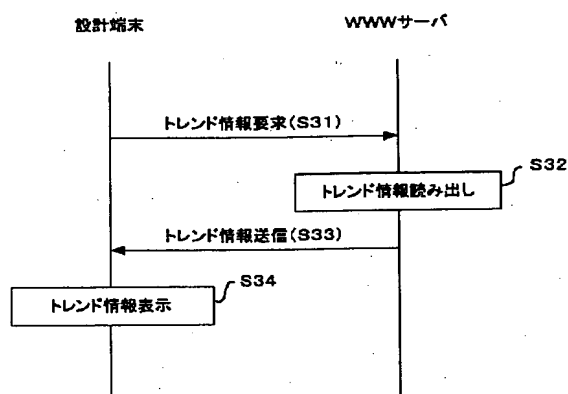 設計端末
WWWサーバ
トレンド情報要求(S31)
S32
トレンド情報読み出し
トレンド情報送信(S33)
S34
トレンド情報表示